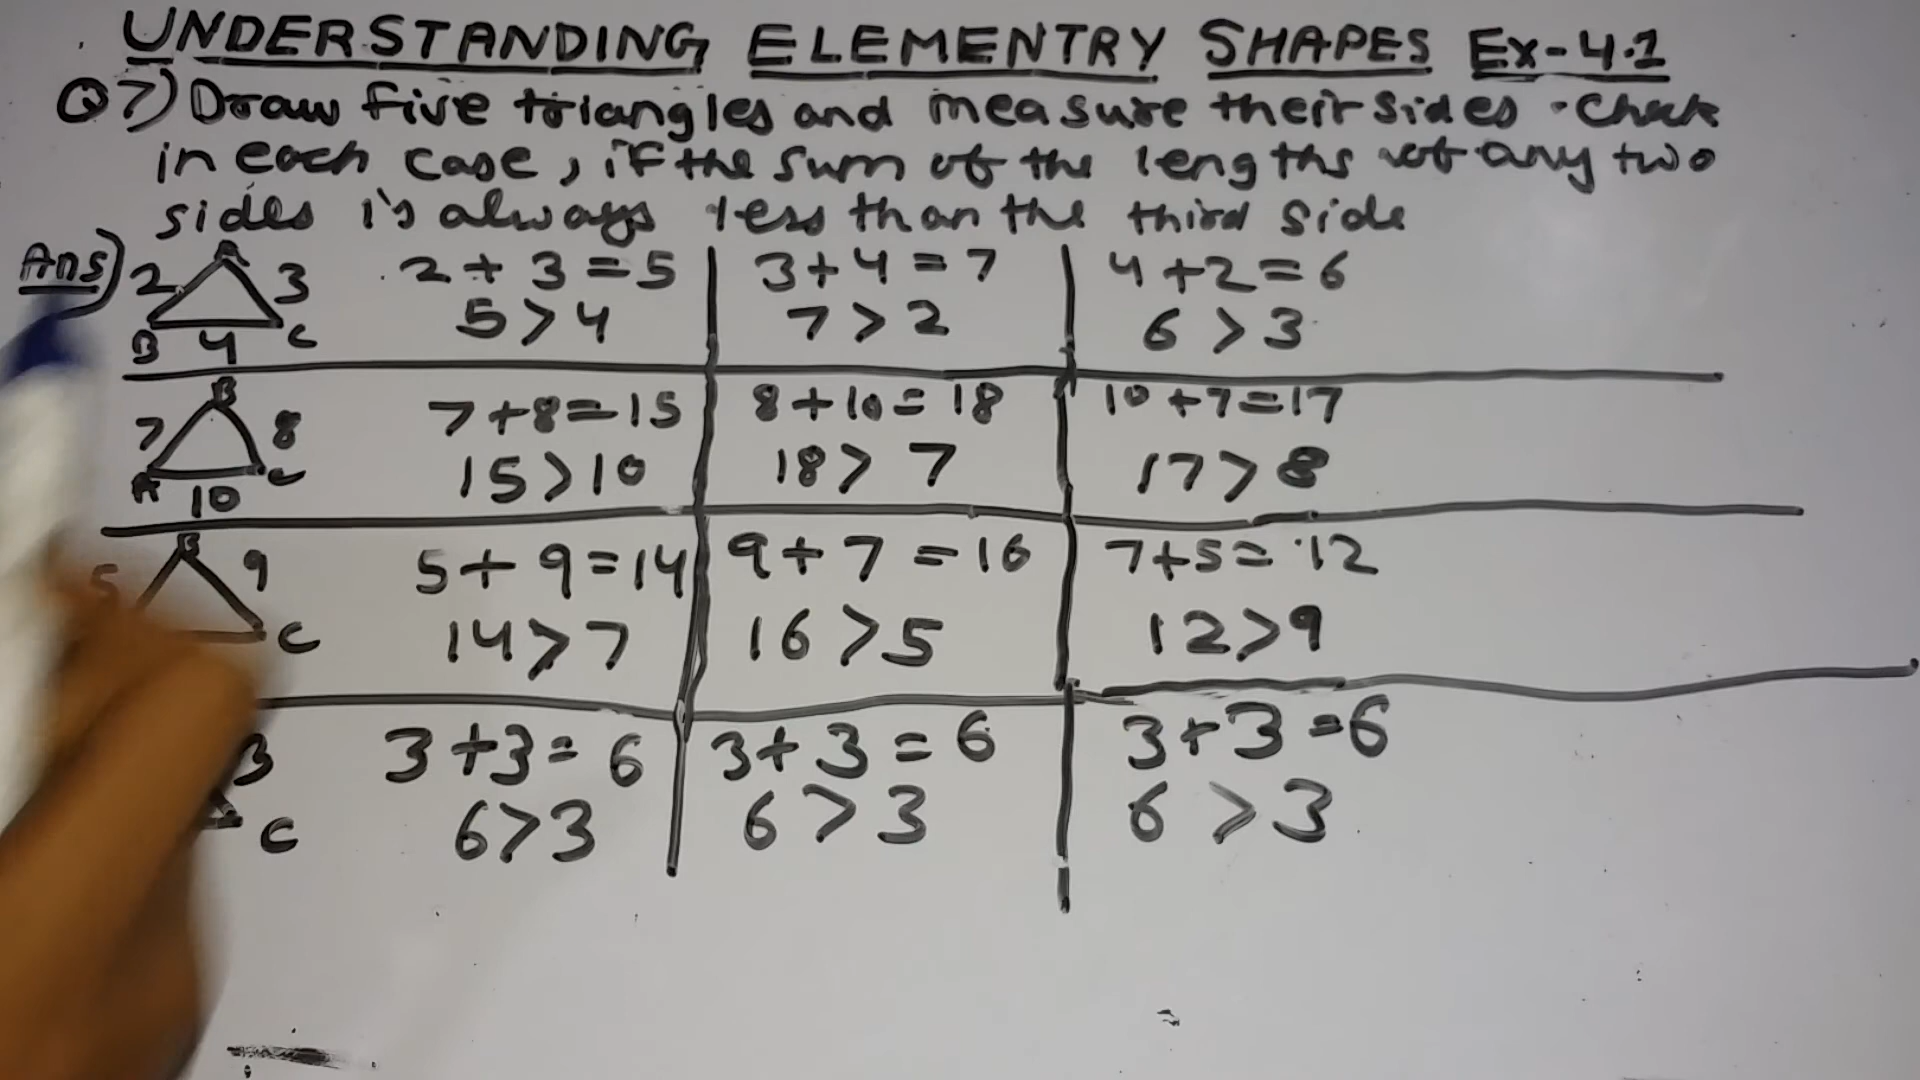 UNDERSTANDING ELEMENTRY SHAPES Ex-4.1
Q7) Draw five triangles and measure their sides. Check
in each case, if the sum of the lengths of any two
sides is always less than the third side
Ans)
A
2 3
B 4 C
2+3=5
5>4
3+4=7
7>2
4+2=6
6>3
B
7 8
A 10 C
7+8=15
15>10
8+10=18
18>7
10+7=17
17>8
B
5 9
C
5+9=14
14>7
9+7=16
16>5
7+5=12
12>9
3
C
3+3=6
6>3
3+3=6
6>3
3+3=6
6>3